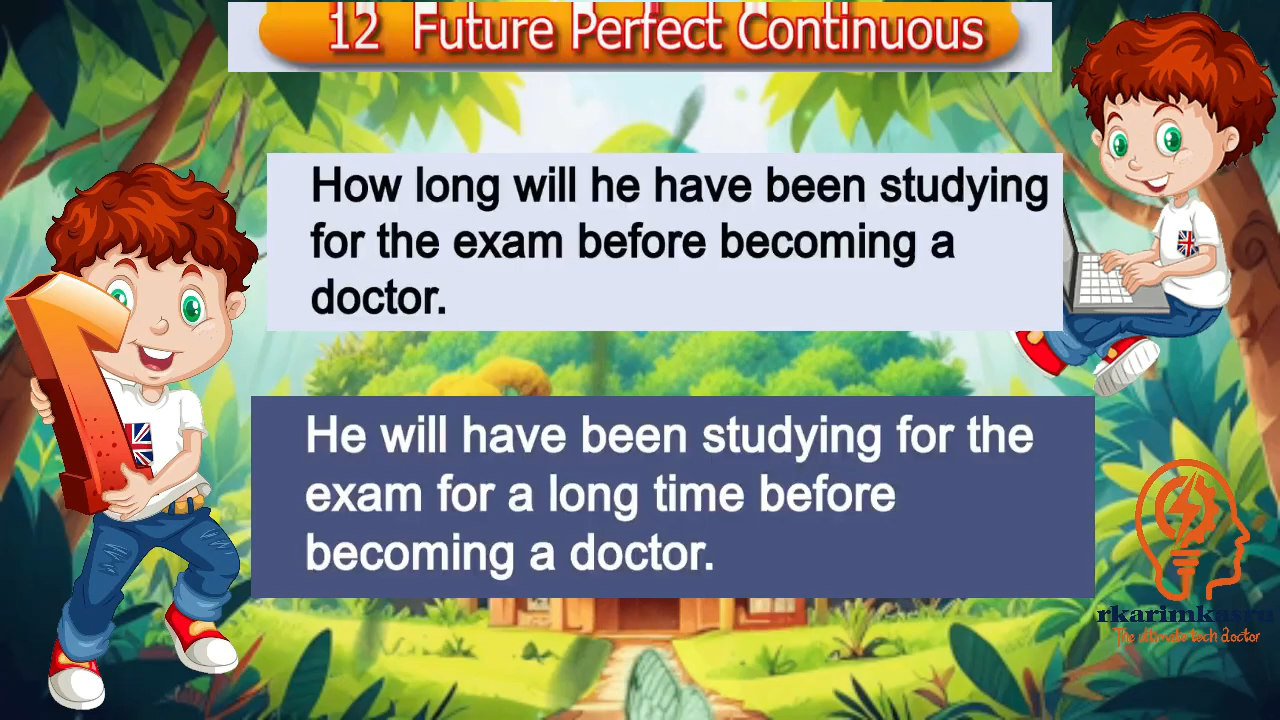 12 Future Perfect Continuous
How long will he have been studying
for the exam before becoming a
doctor.
He will have been studying for the
exam for a long time before
becoming a doctor.
The ultimate tech doctor